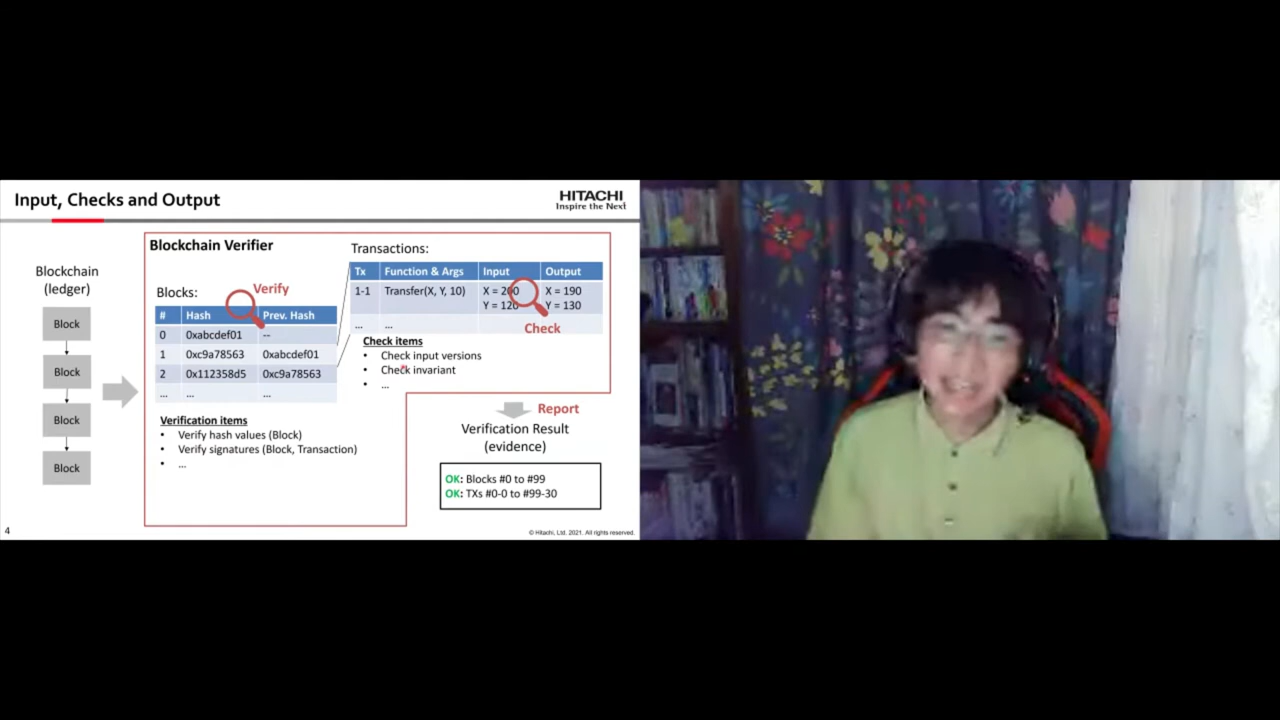 Input, Checks and Output
HITACHI
Inspire the Next
Blockchain
(ledger)
Block
Block
Block
Block
Blockchain Verifier
Blocks:
Verify
# Hash Prev. Hash
0 0xabcdef01 --
1 0xc9a78563 0xabcdef01
2 0x112358d5 0xc9a78563
... ... ...
Verification items
• Verify hash values (Block)
• Verify signatures (Block, Transaction)
• ...
Transactions:
Tx Function & Args Input Output
1-1 Transfer(X, Y, 10) X = 200 X = 190
Y = 120 Y = 130
... ...
Check
Check items
• Check input versions
• Check invariant
• ...
Report
Verification Result
(evidence)
OK: Blocks #0 to #99
OK: TXs #0-0 to #99-30
4
© Hitachi, Ltd. 2021. All rights reserved.